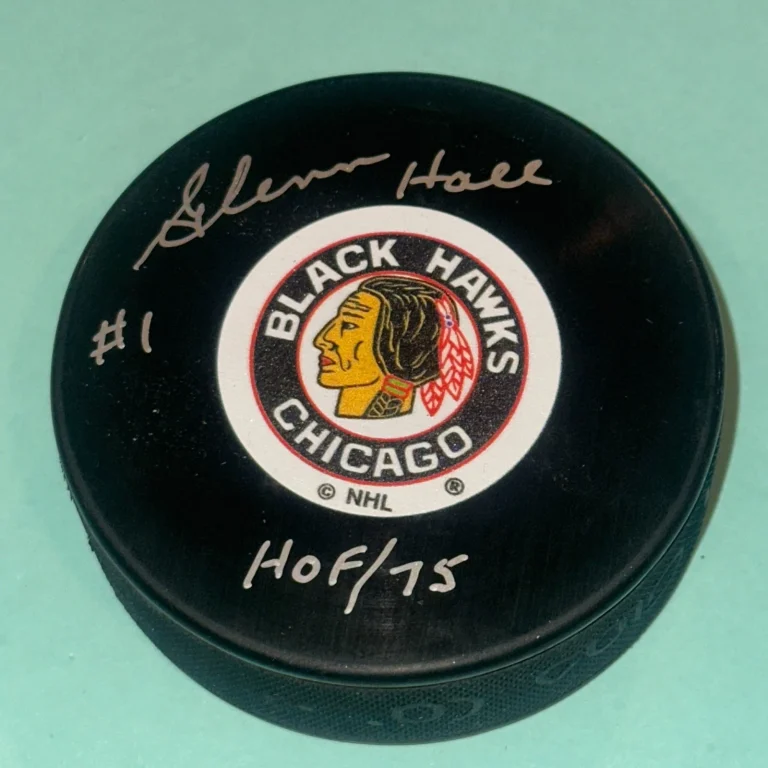 Glenn Hall
#1
BLACK HAWKS
CHICAGO
© NHL ®
HOF/75